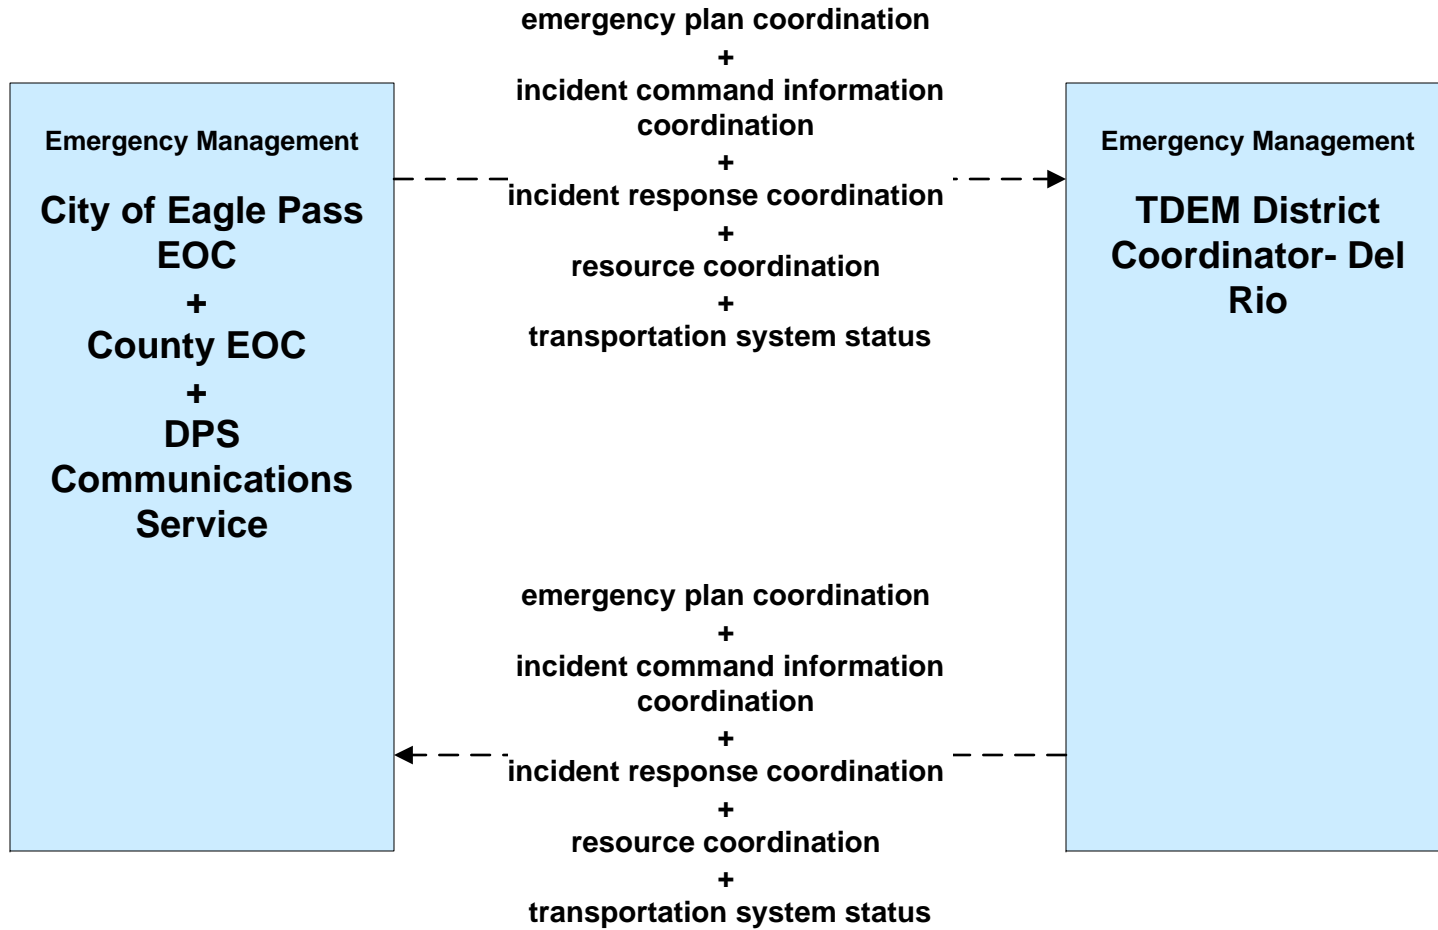 emergency plan coordination
+
incident command information
coordination
+
incident response coordination
+
resource coordination
+
transportation system status
Emergency Management
City of Eagle Pass
EOC
+
County EOC
+
DPS
Communications
Service
Emergency Management
TDEM District
Coordinator- Del
Rio
emergency plan coordination
+
incident command information
coordination
+
incident response coordination
+
resource coordination
+
transportation system status